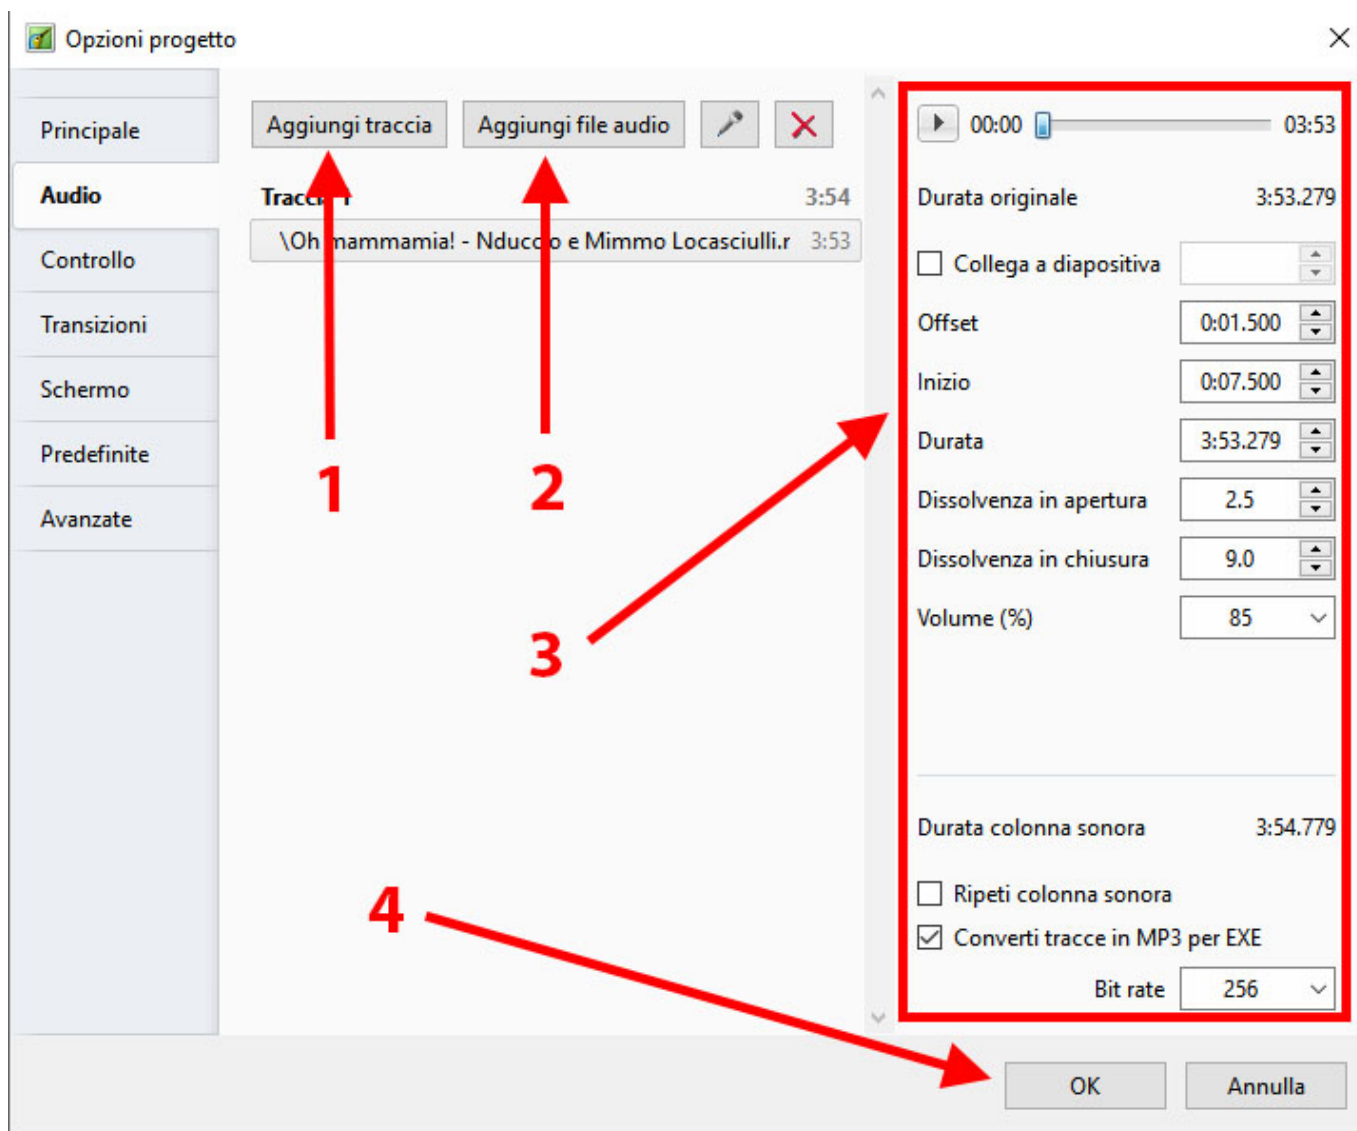 Opzioni progetto
Principale
Audio
Controllo
Transizioni
Schermo
Predefinite
Avanzate
Aggiungi traccia
Aggiungi file audio
Traccia 1 3:54
\Oh mammamia! - Nduccio e Mimmo Locasciulli.r 3:53
1
2
3
4
00:00 03:53
Durata originale 3:53.279
Collega a diapositiva
Offset 0:01.500
Inizio 0:07.500
Durata 3:53.279
Dissolvenza in apertura 2.5
Dissolvenza in chiusura 9.0
Volume (%) 85
Durata colonna sonora 3:54.779
Ripeti colonna sonora
Converti tracce in MP3 per EXE
Bit rate 256
OK
Annulla